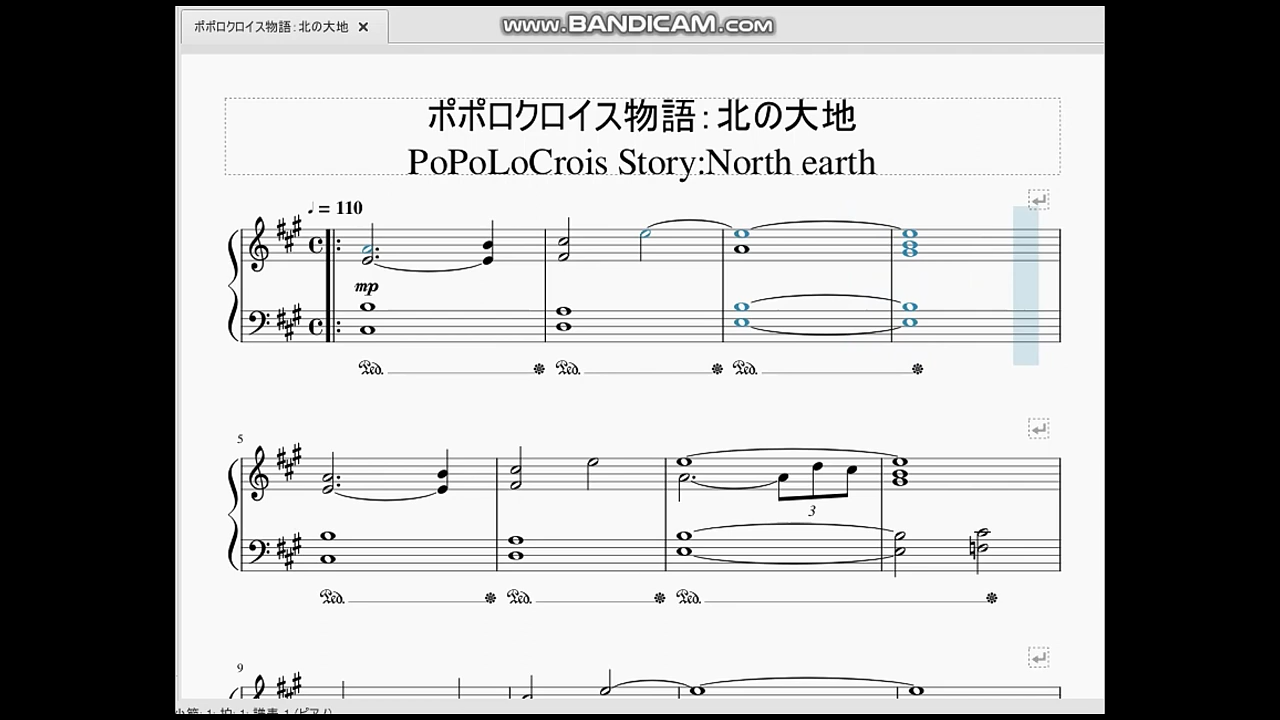 ポポロクロイス物語：北の大地 ×
www.BANDICAM.com
ポポロクロイス物語：北の大地
PoPoLoCrois Story:North earth
♩ = 110
mp
Ped. Ped. Ped.
5
3
Ped. Ped. Ped.
9